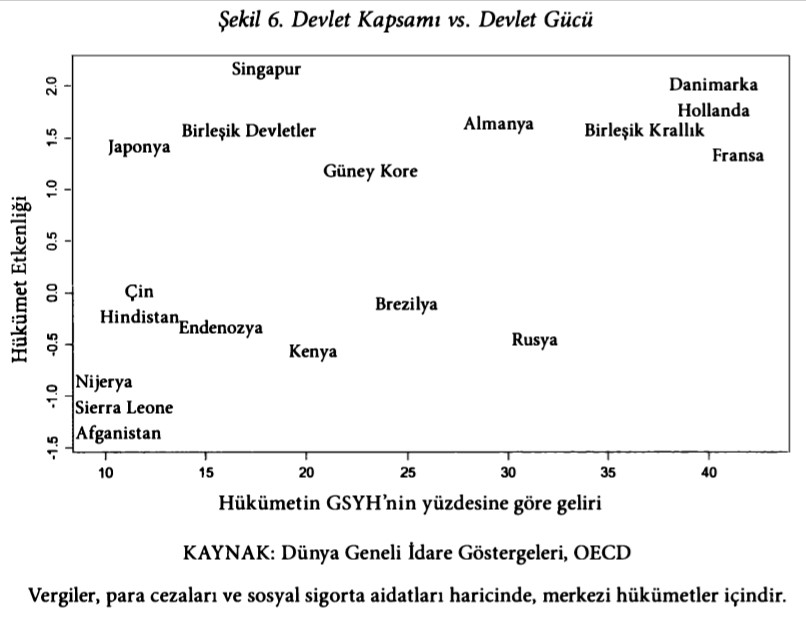 Şekil 6. Devlet Kapsamı vs. Devlet Gücü
Singapur
Danimarka
Hollanda
Almanya
Birleşik Krallık
Birleşik Devletler
Japonya
Fransa
Güney Kore
Çin
Hindistan
Endenozya
Brezilya
Kenya
Rusya
Nijerya
Sierra Leone
Afganistan
Hükümet Etkenliği
2.0
1.5
1.0
0.5
0.0
-0.5
-1.0
-1.5
10 15 20 25 30 35 40
Hükümetin GSYH'nin yüzdesine göre geliri
KAYNAK: Dünya Geneli İdare Göstergeleri, OECD
Vergiler, para cezaları ve sosyal sigorta aidatları haricinde, merkezi hükümetler içindir.